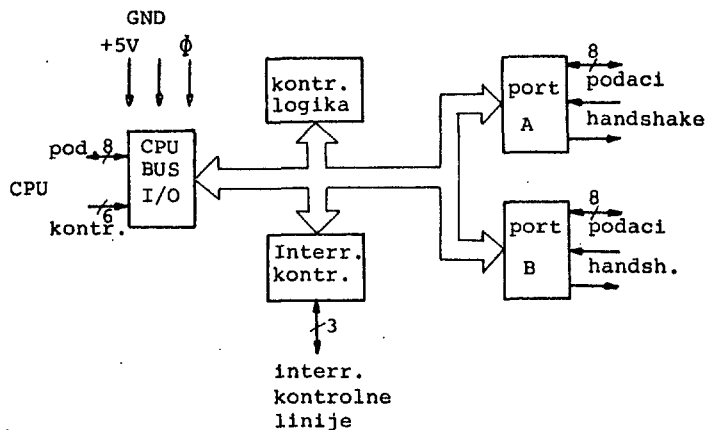 GND
+5V Φ
kontr.
logika
port
A
8
podaci
handshake
pod. 8
CPU
BUS
I/O
CPU
6
kontr.
Interr.
kontr.
3
interr.
kontrolne
linije
port
B
8
podaci
handsh.